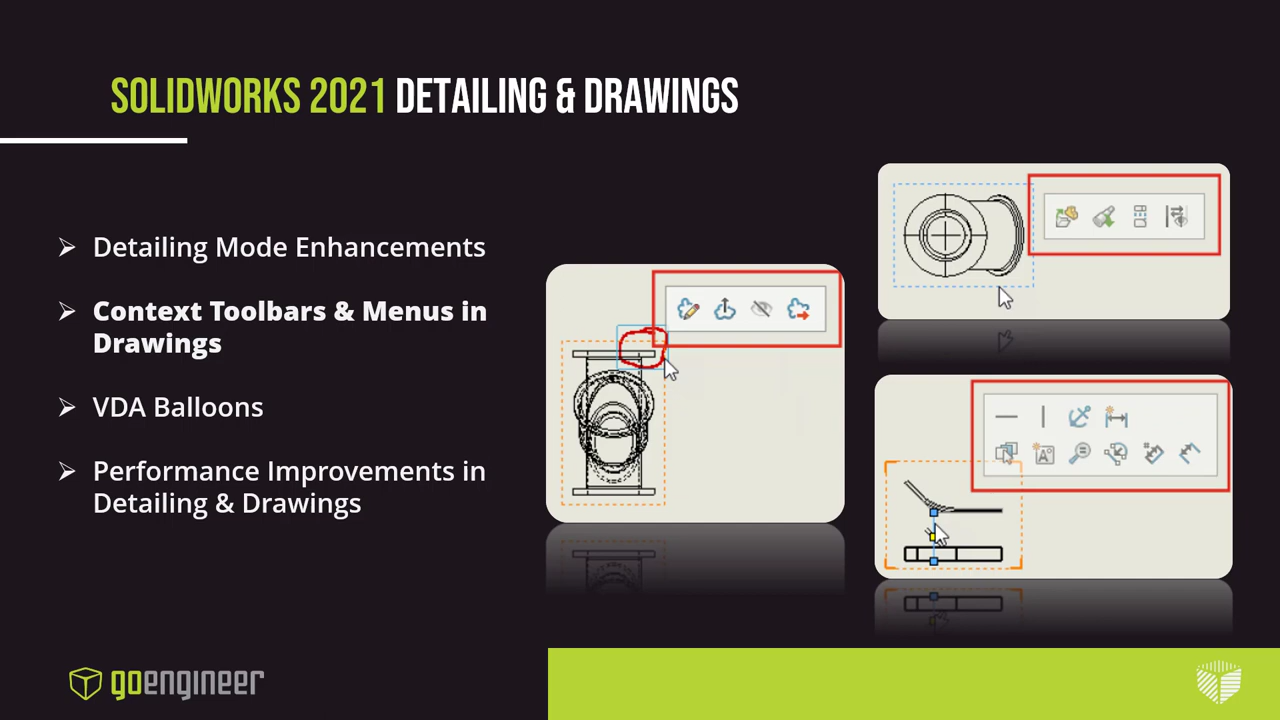 SOLIDWORKS 2021 DETAILING & DRAWINGS
Detailing Mode Enhancements
Context Toolbars & Menus in
Drawings
VDA Balloons
Performance Improvements in
Detailing & Drawings
goengineer